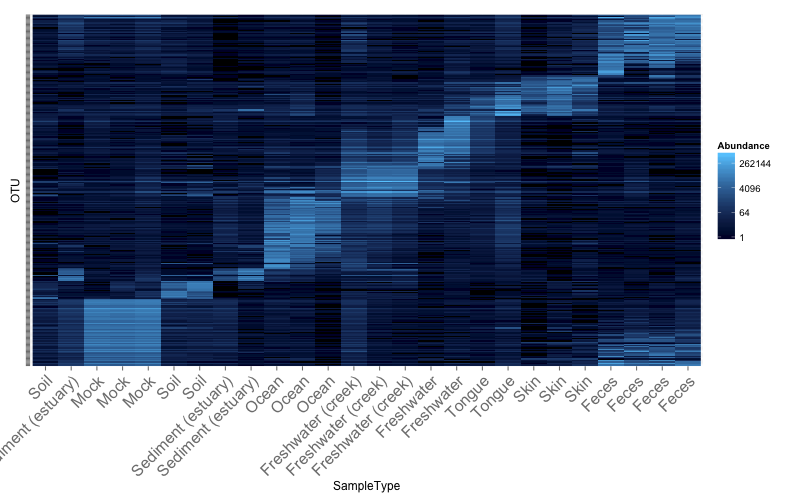 OTU
Soil
diment (estuary)
Mock
Mock
Mock
Soil
Soil
Sediment (estuary)
Sediment (estuary)
Ocean
Ocean
Ocean
Freshwater (creek)
Freshwater (creek)
Freshwater (creek)
Freshwater
Freshwater
Tongue
Tongue
Skin
Skin
Skin
Feces
Feces
Feces
Feces
SampleType
Abundance
262144
4096
64
1